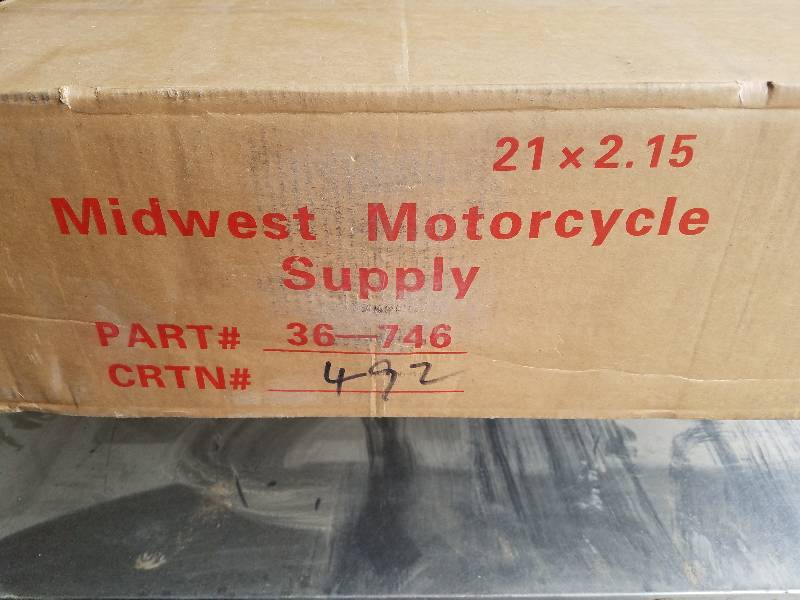 21 x 2.15
Midwest Motorcycle
Supply
PART# 36—746
CRTN# 492